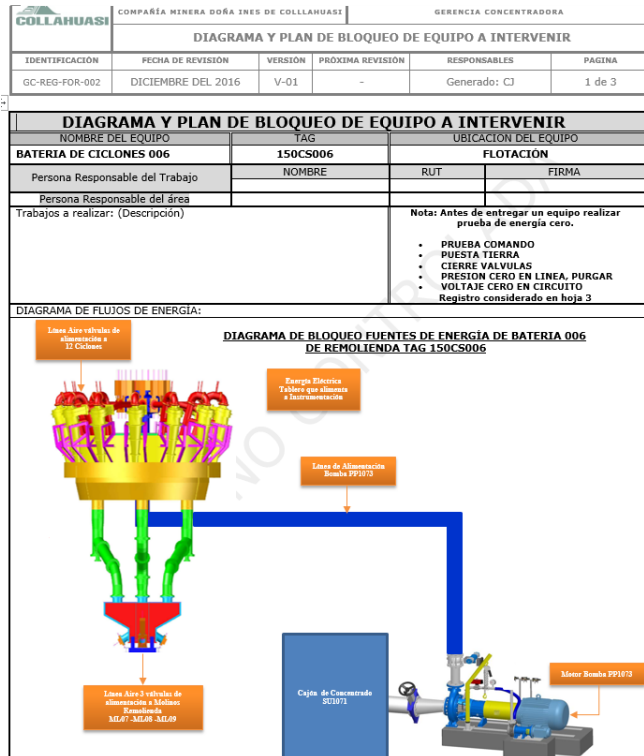 COLLAHUASI
COMPAÑÍA MINERA DOÑA INES DE COLLLAHUASI
GERENCIA CONCENTRADORA
DIAGRAMA Y PLAN DE BLOQUEO DE EQUIPO A INTERVENIR
IDENTIFICACIÓN FECHA DE REVISIÓN VERSIÓN PRÓXIMA REVISIÓN RESPONSABLES PAGINA
GC-REG-FOR-002 DICIEMBRE DEL 2016 V-01 - Generado: CJ 1 de 3
DIAGRAMA Y PLAN DE BLOQUEO DE EQUIPO A INTERVENIR
NOMBRE DEL EQUIPO TAG UBICACIÓN DEL EQUIPO
BATERIA DE CICLONES 006 150CS006 FLOTACIÓN
Persona Responsable del Trabajo NOMBRE RUT FIRMA
Persona Responsable del área
Trabajos a realizar: (Descripción)
Nota: Antes de entregar un equipo realizar
prueba de energía cero.
• PRUEBA COMANDO
• PUESTA TIERRA
• CIERRE VALVULAS
• PRESION CERO EN LINEA, PURGAR
• VOLTAJE CERO EN CIRCUITO
Registro considerado en hoja 3
DIAGRAMA DE FLUJOS DE ENERGÍA:
Línea Aire válvulas de
alimentación a
12 Ciclones
DIAGRAMA DE BLOQUEO FUENTES DE ENERGÍA DE BATERIA 006
DE REMOLIENDA TAG 150CS006
Energía Eléctrica
Tablero que alimenta
a Instrumentación
Línea de Alimentación
Bomba PP1073
Motor Bomba PP1073
Cajón de Concentrado
SU1071
Línea Aire 3 válvulas de
alimentación a Molinos
Remolienda
ML07 -ML08 -ML09
NO CONTROLADA